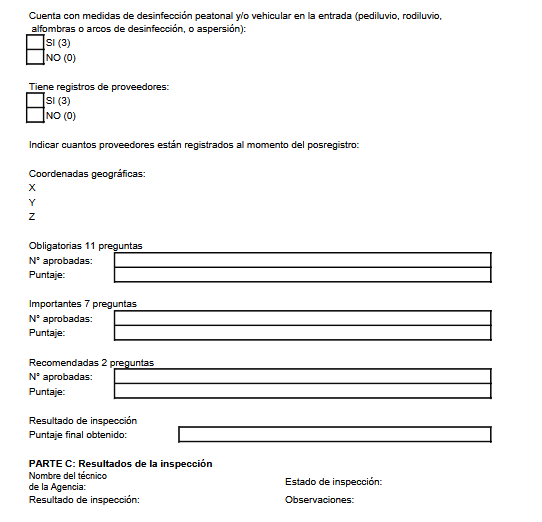 Cuenta con medidas de desinfección peatonal y/o vehicular en la entrada (pediluvio, rodiluvio,
alfombras o arcos de desinfección, o aspersión):
SI (3)
NO (0)
Tiene registros de proveedores:
SI (3)
NO (0)
Indicar cuantos proveedores están registrados al momento del posregistro:
Coordenadas geográficas:
X
Y
Z
Obligatorias 11 preguntas
N° aprobadas:
Puntaje:
Importantes 7 preguntas
N° aprobadas:
Puntaje:
Recomendadas 2 preguntas
N° aprobadas:
Puntaje:
Resultado de inspección
Puntaje final obtenido:
PARTE C: Resultados de la inspección
Nombre del técnico
de la Agencia:
Estado de inspección:
Resultado de inspección:
Observaciones: